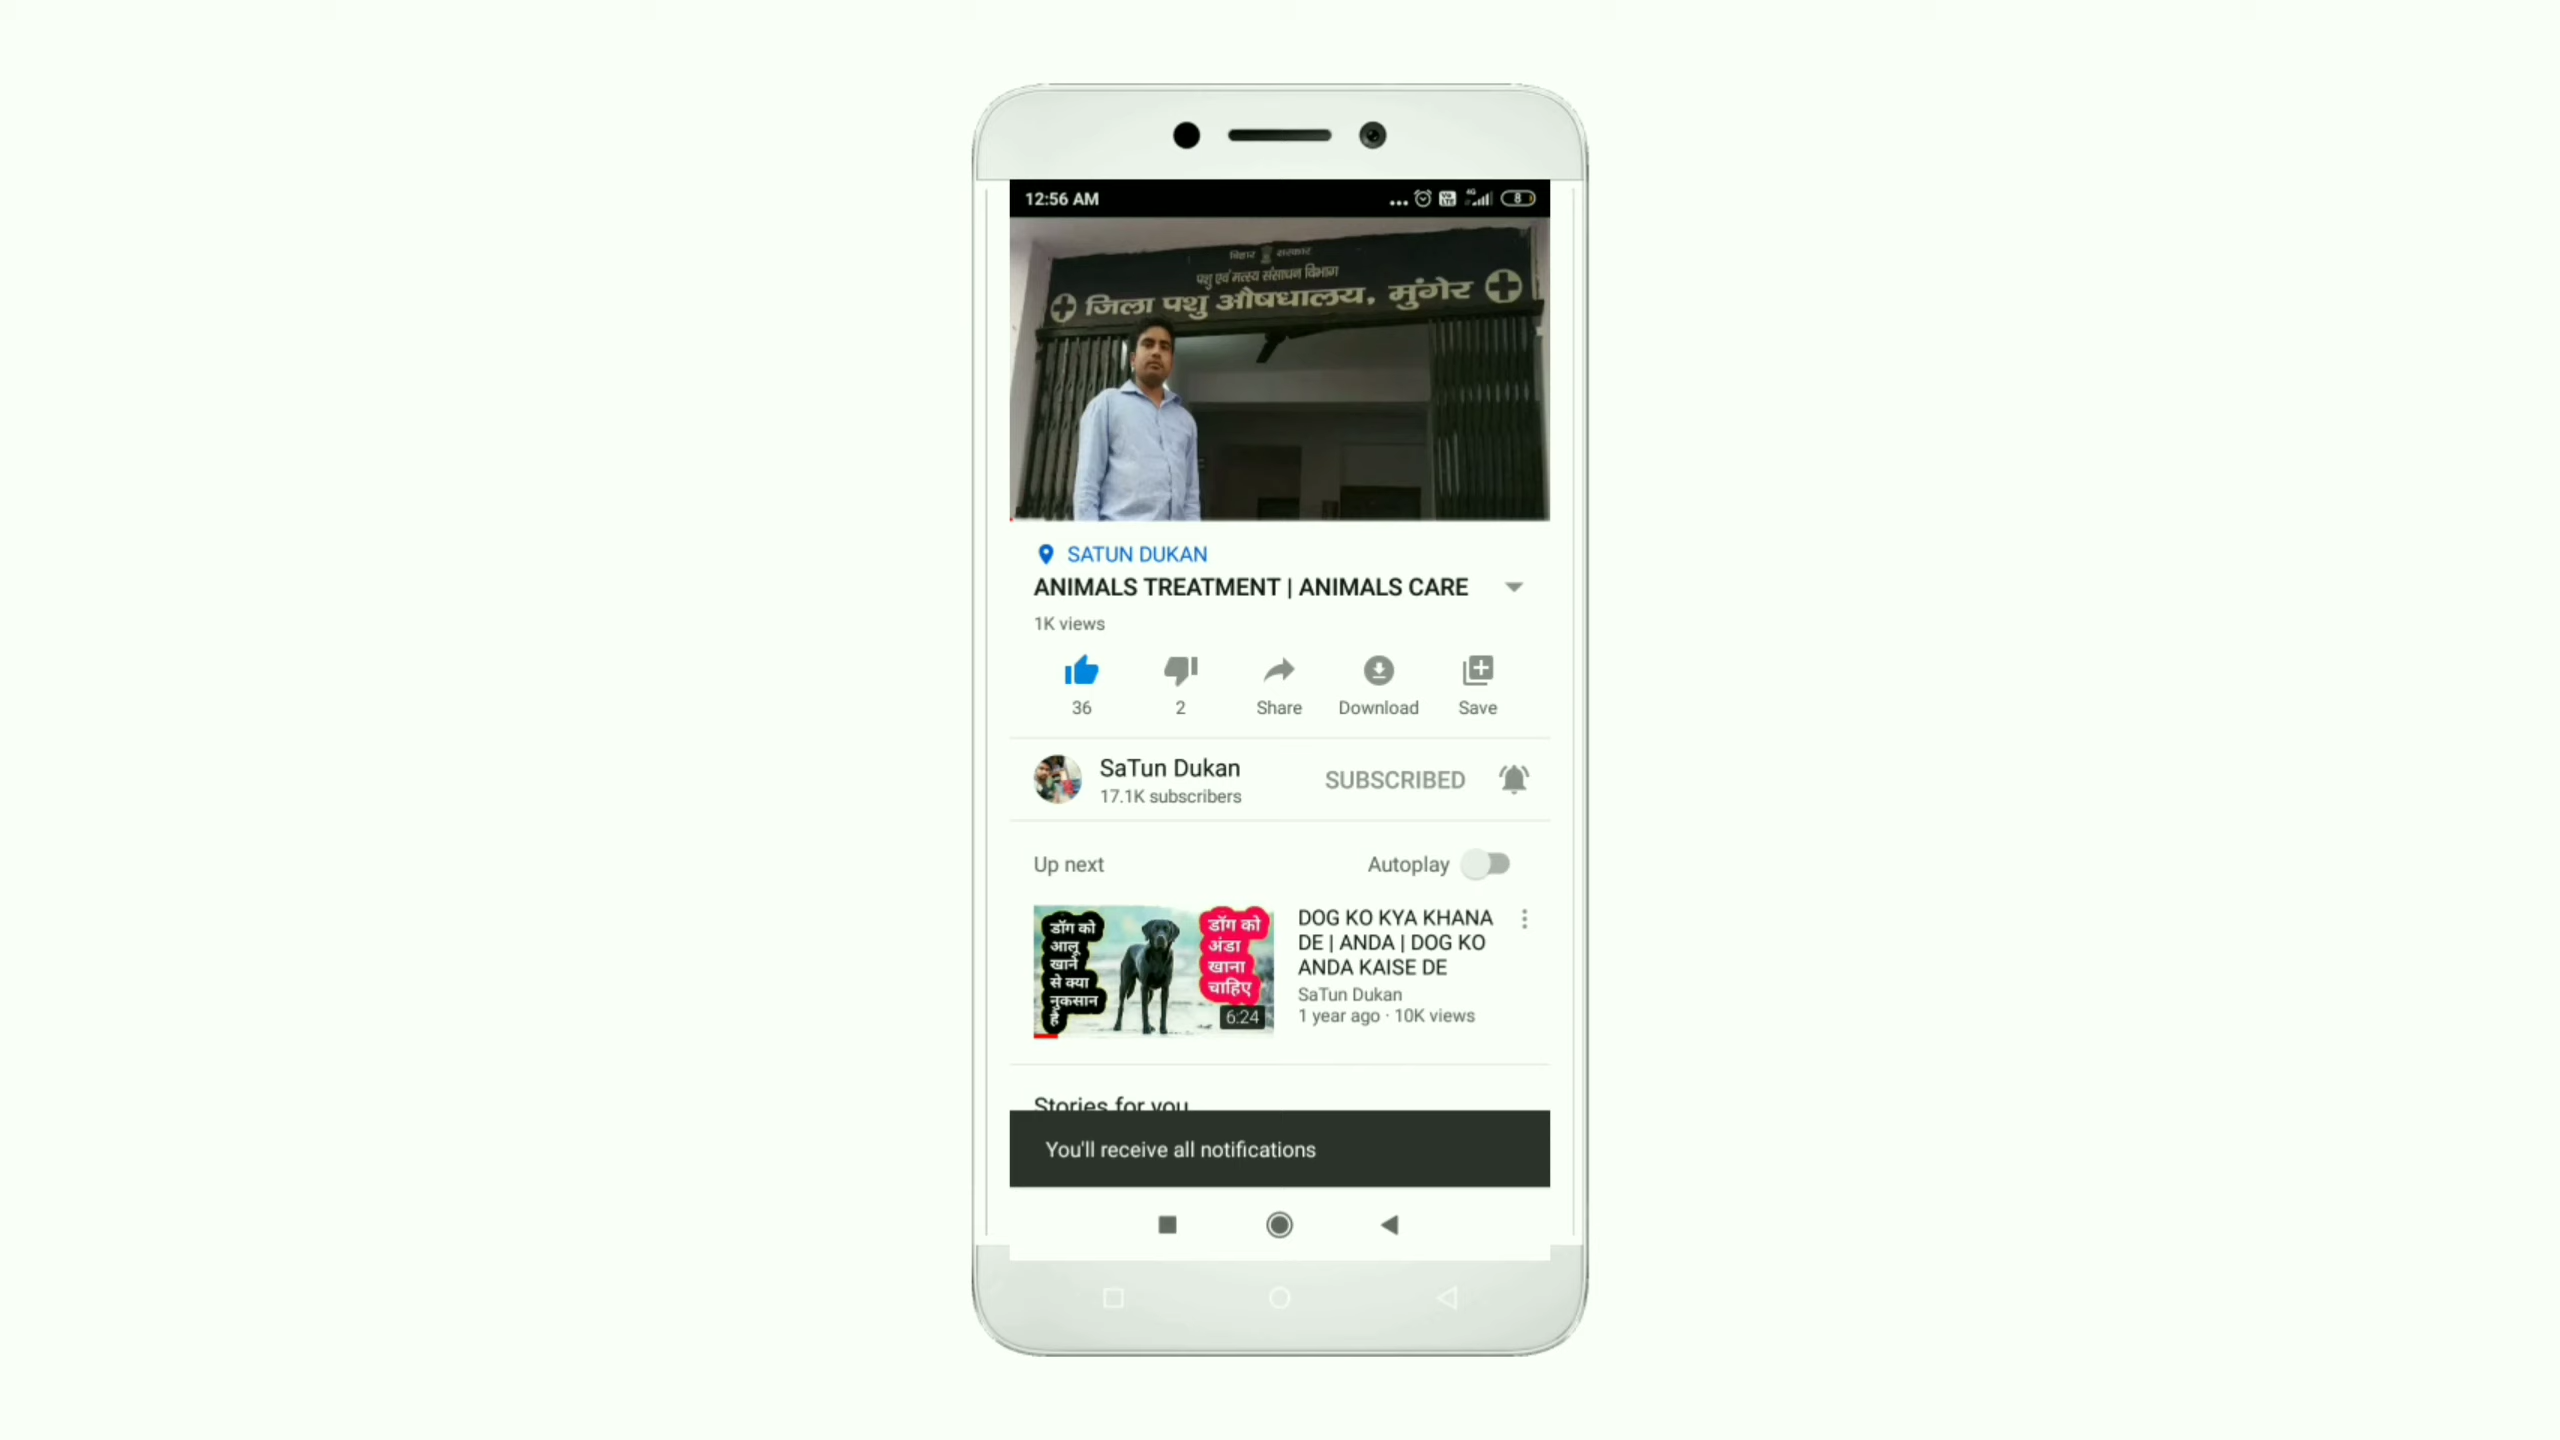 12:56 AM
4G
8
बिहार सरकार
पशु एवं मत्स्य संसाधन विभाग
जिला पशु औषधालय, मुंगेर
SATUN DUKAN
ANIMALS TREATMENT | ANIMALS CARE
1K views
36
2
Share
Download
Save
SaTun Dukan
17.1K subscribers
SUBSCRIBED
Up next
Autoplay
डॉग को
आलू
खाने
से क्या
नुकसान
है
डॉग को
अंडा
खाना
चाहिए
6:24
DOG KO KYA KHANA
DE | ANDA | DOG KO
ANDA KAISE DE
SaTun Dukan
1 year ago · 10K views
Stories for you
You'll receive all notifications